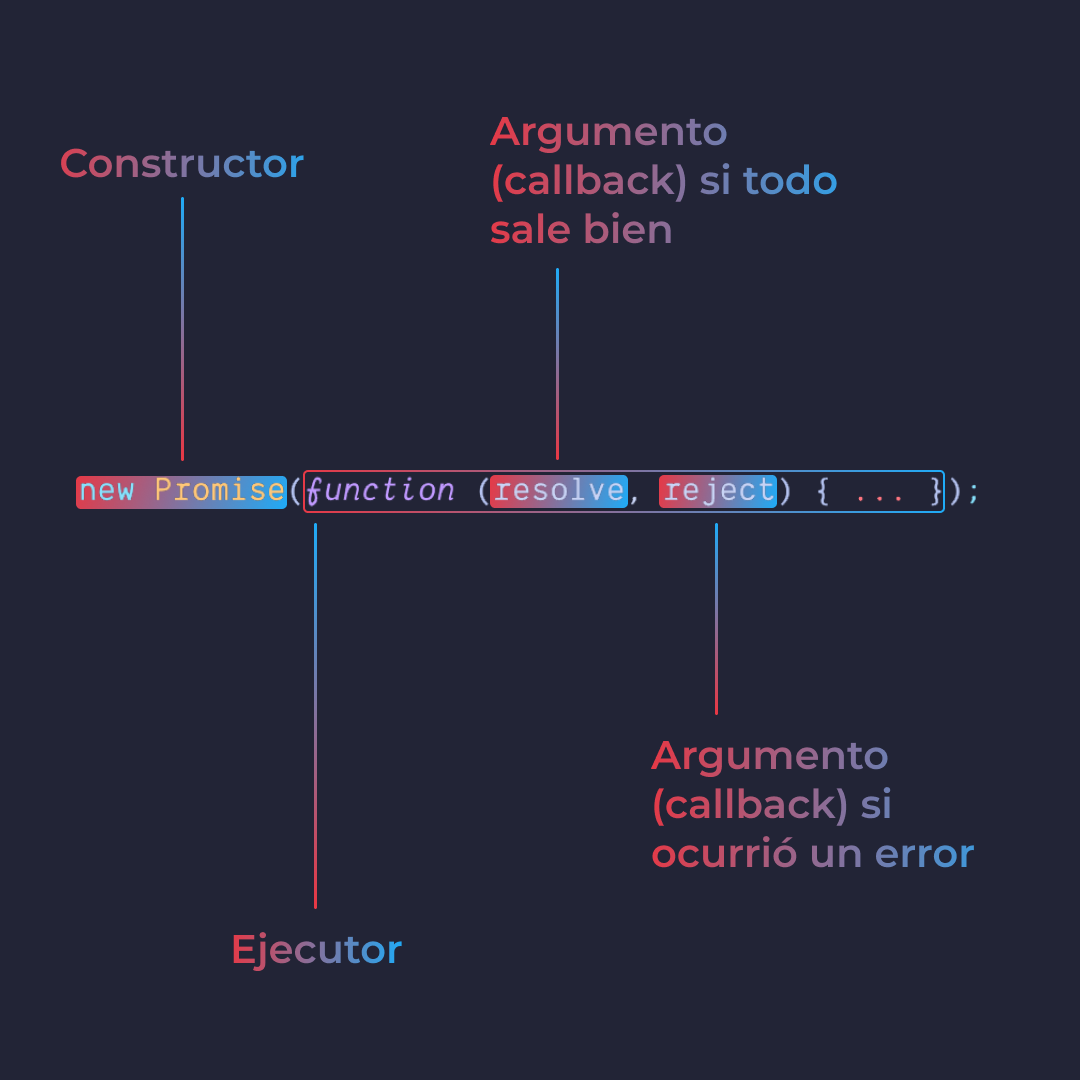 Constructor
Argumento
(callback) si todo
sale bien
new Promise(function (resolve, reject) { ... });
Argumento
(callback) si
ocurrió un error
Ejecutor